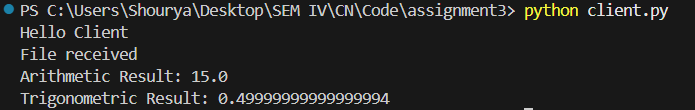 PS C:\Users\Shourya\Desktop\SEM IV\CN\Code\assignment3> python client.py
Hello Client
File received
Arithmetic Result: 15.0
Trigonometric Result: 0.49999999999999994